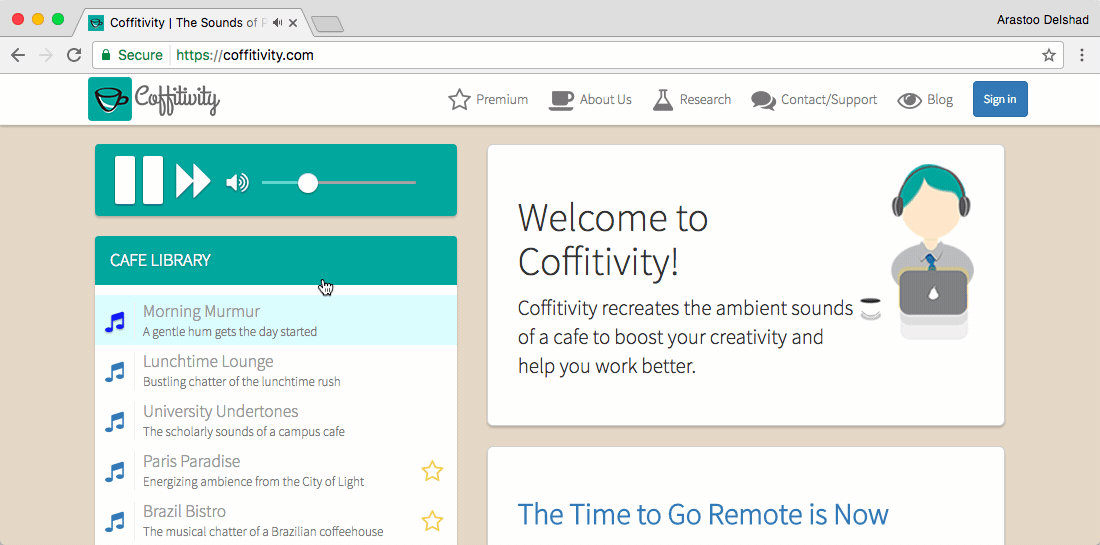 Coffitivity | The Sounds of P
Arastoo Delshad
Secure
https://coffitivity.com
Coffitivity
Premium
About Us
Research
Contact/Support
Blog
Sign in
CAFE LIBRARY
Morning Murmur
A gentle hum gets the day started
Lunchtime Lounge
Bustling chatter of the lunchtime rush
University Undertones
The scholarly sounds of a campus cafe
Paris Paradise
Energizing ambience from the City of Light
Brazil Bistro
The musical chatter of a Brazilian coffeehouse
Welcome to
Coffitivity!
Coffitivity recreates the ambient sounds
of a cafe to boost your creativity and
help you work better.
The Time to Go Remote is Now